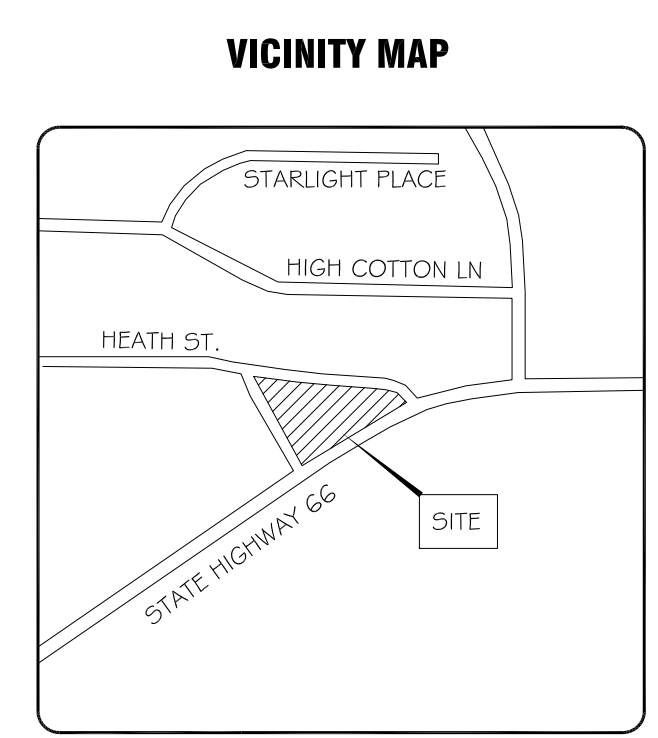 VICINITY MAP
STARLIGHT PLACE
HIGH COTTON LN
HEATH ST.
STATE HIGHWAY 66
SITE